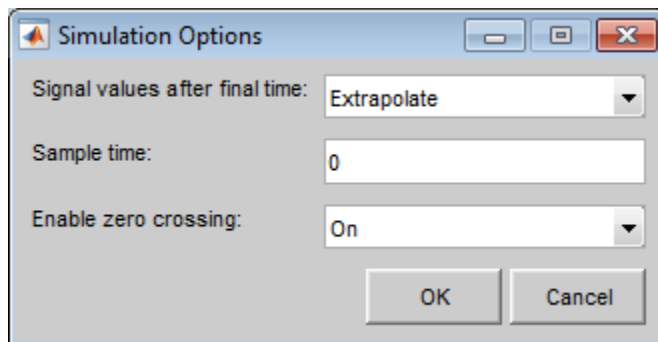 Simulation Options
Signal values after final time: Extrapolate
Sample time: 0
Enable zero crossing: On
OK Cancel